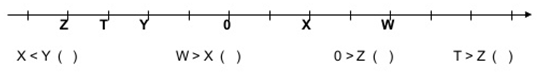 Z T Y 0 X W
X < Y ( ) W > X ( ) 0 > Z ( ) T > Z ( )